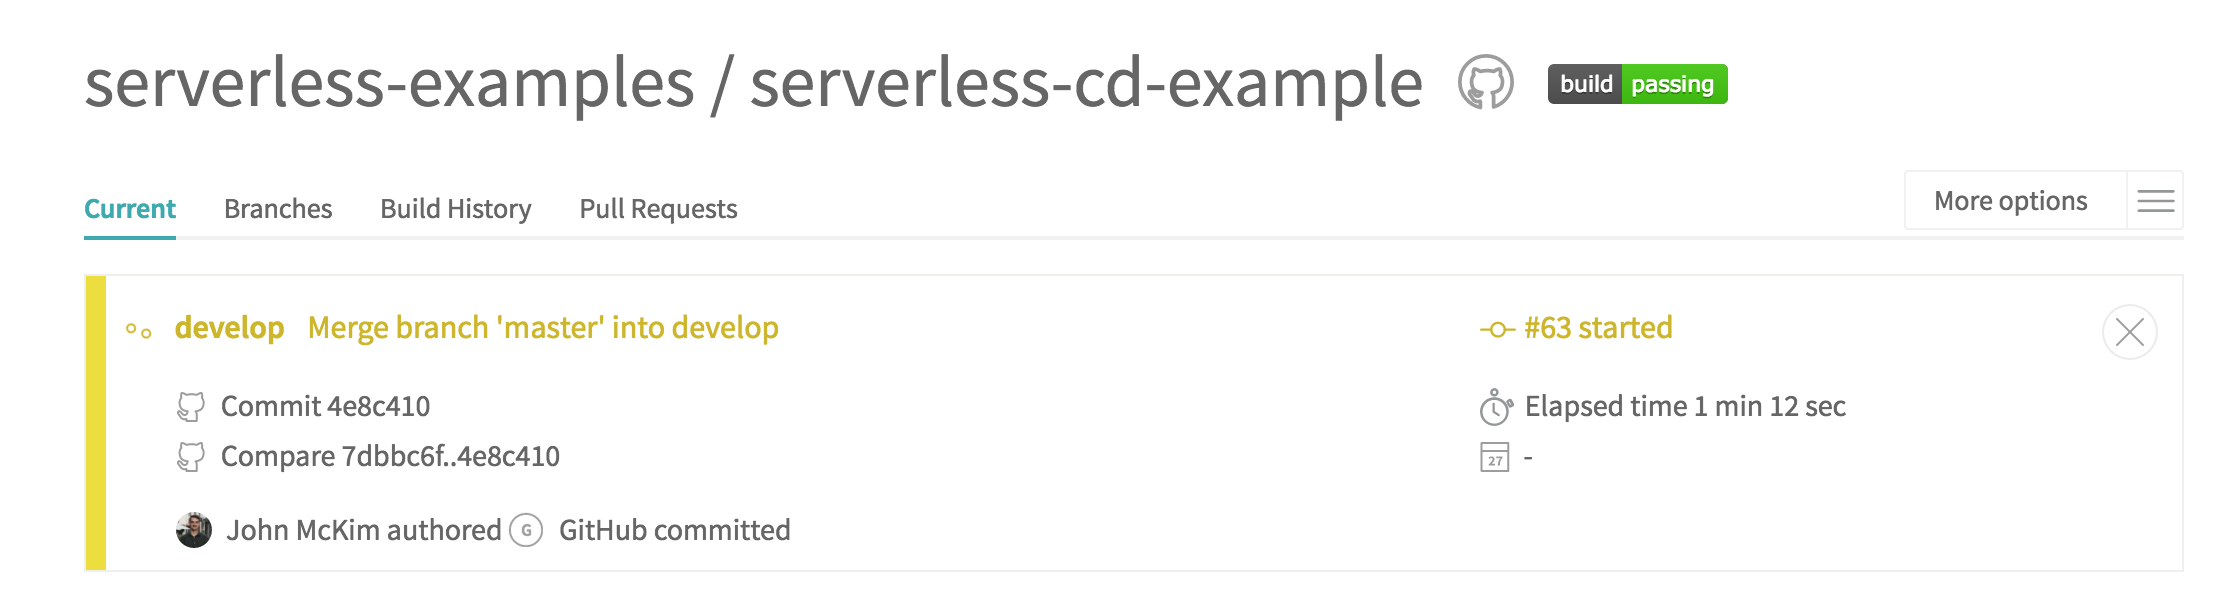 serverless-examples / serverless-cd-example build passing
Current Branches Build History Pull Requests More options
develop Merge branch 'master' into develop #63 started
Commit 4e8c410 Elapsed time 1 min 12 sec
Compare 7dbbc6f..4e8c410 27 -
John McKim authored G GitHub committed